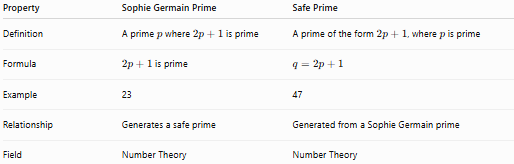 Property Sophie Germain Prime Safe Prime
Definition A prime p where 2p + 1 is prime A prime of the form 2p + 1, where p is prime
Formula 2p + 1 is prime q = 2p + 1
Example 23 47
Relationship Generates a safe prime Generated from a Sophie Germain prime
Field Number Theory Number Theory